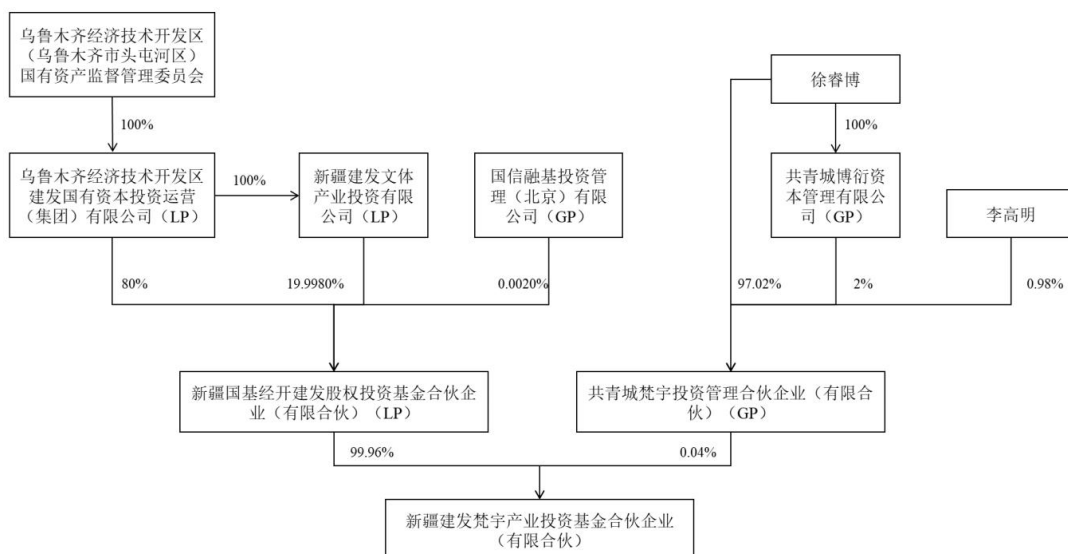 乌鲁木齐经济技术开发区
（乌鲁木齐市头屯河区）
国有资产监督管理委员会
徐睿博
100%
100%
乌鲁木齐经济技术开发区
建发国有资本投资运营
（集团）有限公司（LP）
100%
新疆建发文体
产业投资有限
公司（LP）
国信融基投资管
理（北京）有限
公司（GP）
共青城博衍资
本管理有限公
司（GP）
李高明
80%
19.9980%
0.0020%
97.02%
2%
0.98%
新疆国基经开建发股权投资基金合伙企
业（有限合伙）（LP）
共青城梵宇投资管理合伙企业（有限合
伙）（GP）
99.96%
0.04%
新疆建发梵宇产业投资基金合伙企业
（有限合伙）